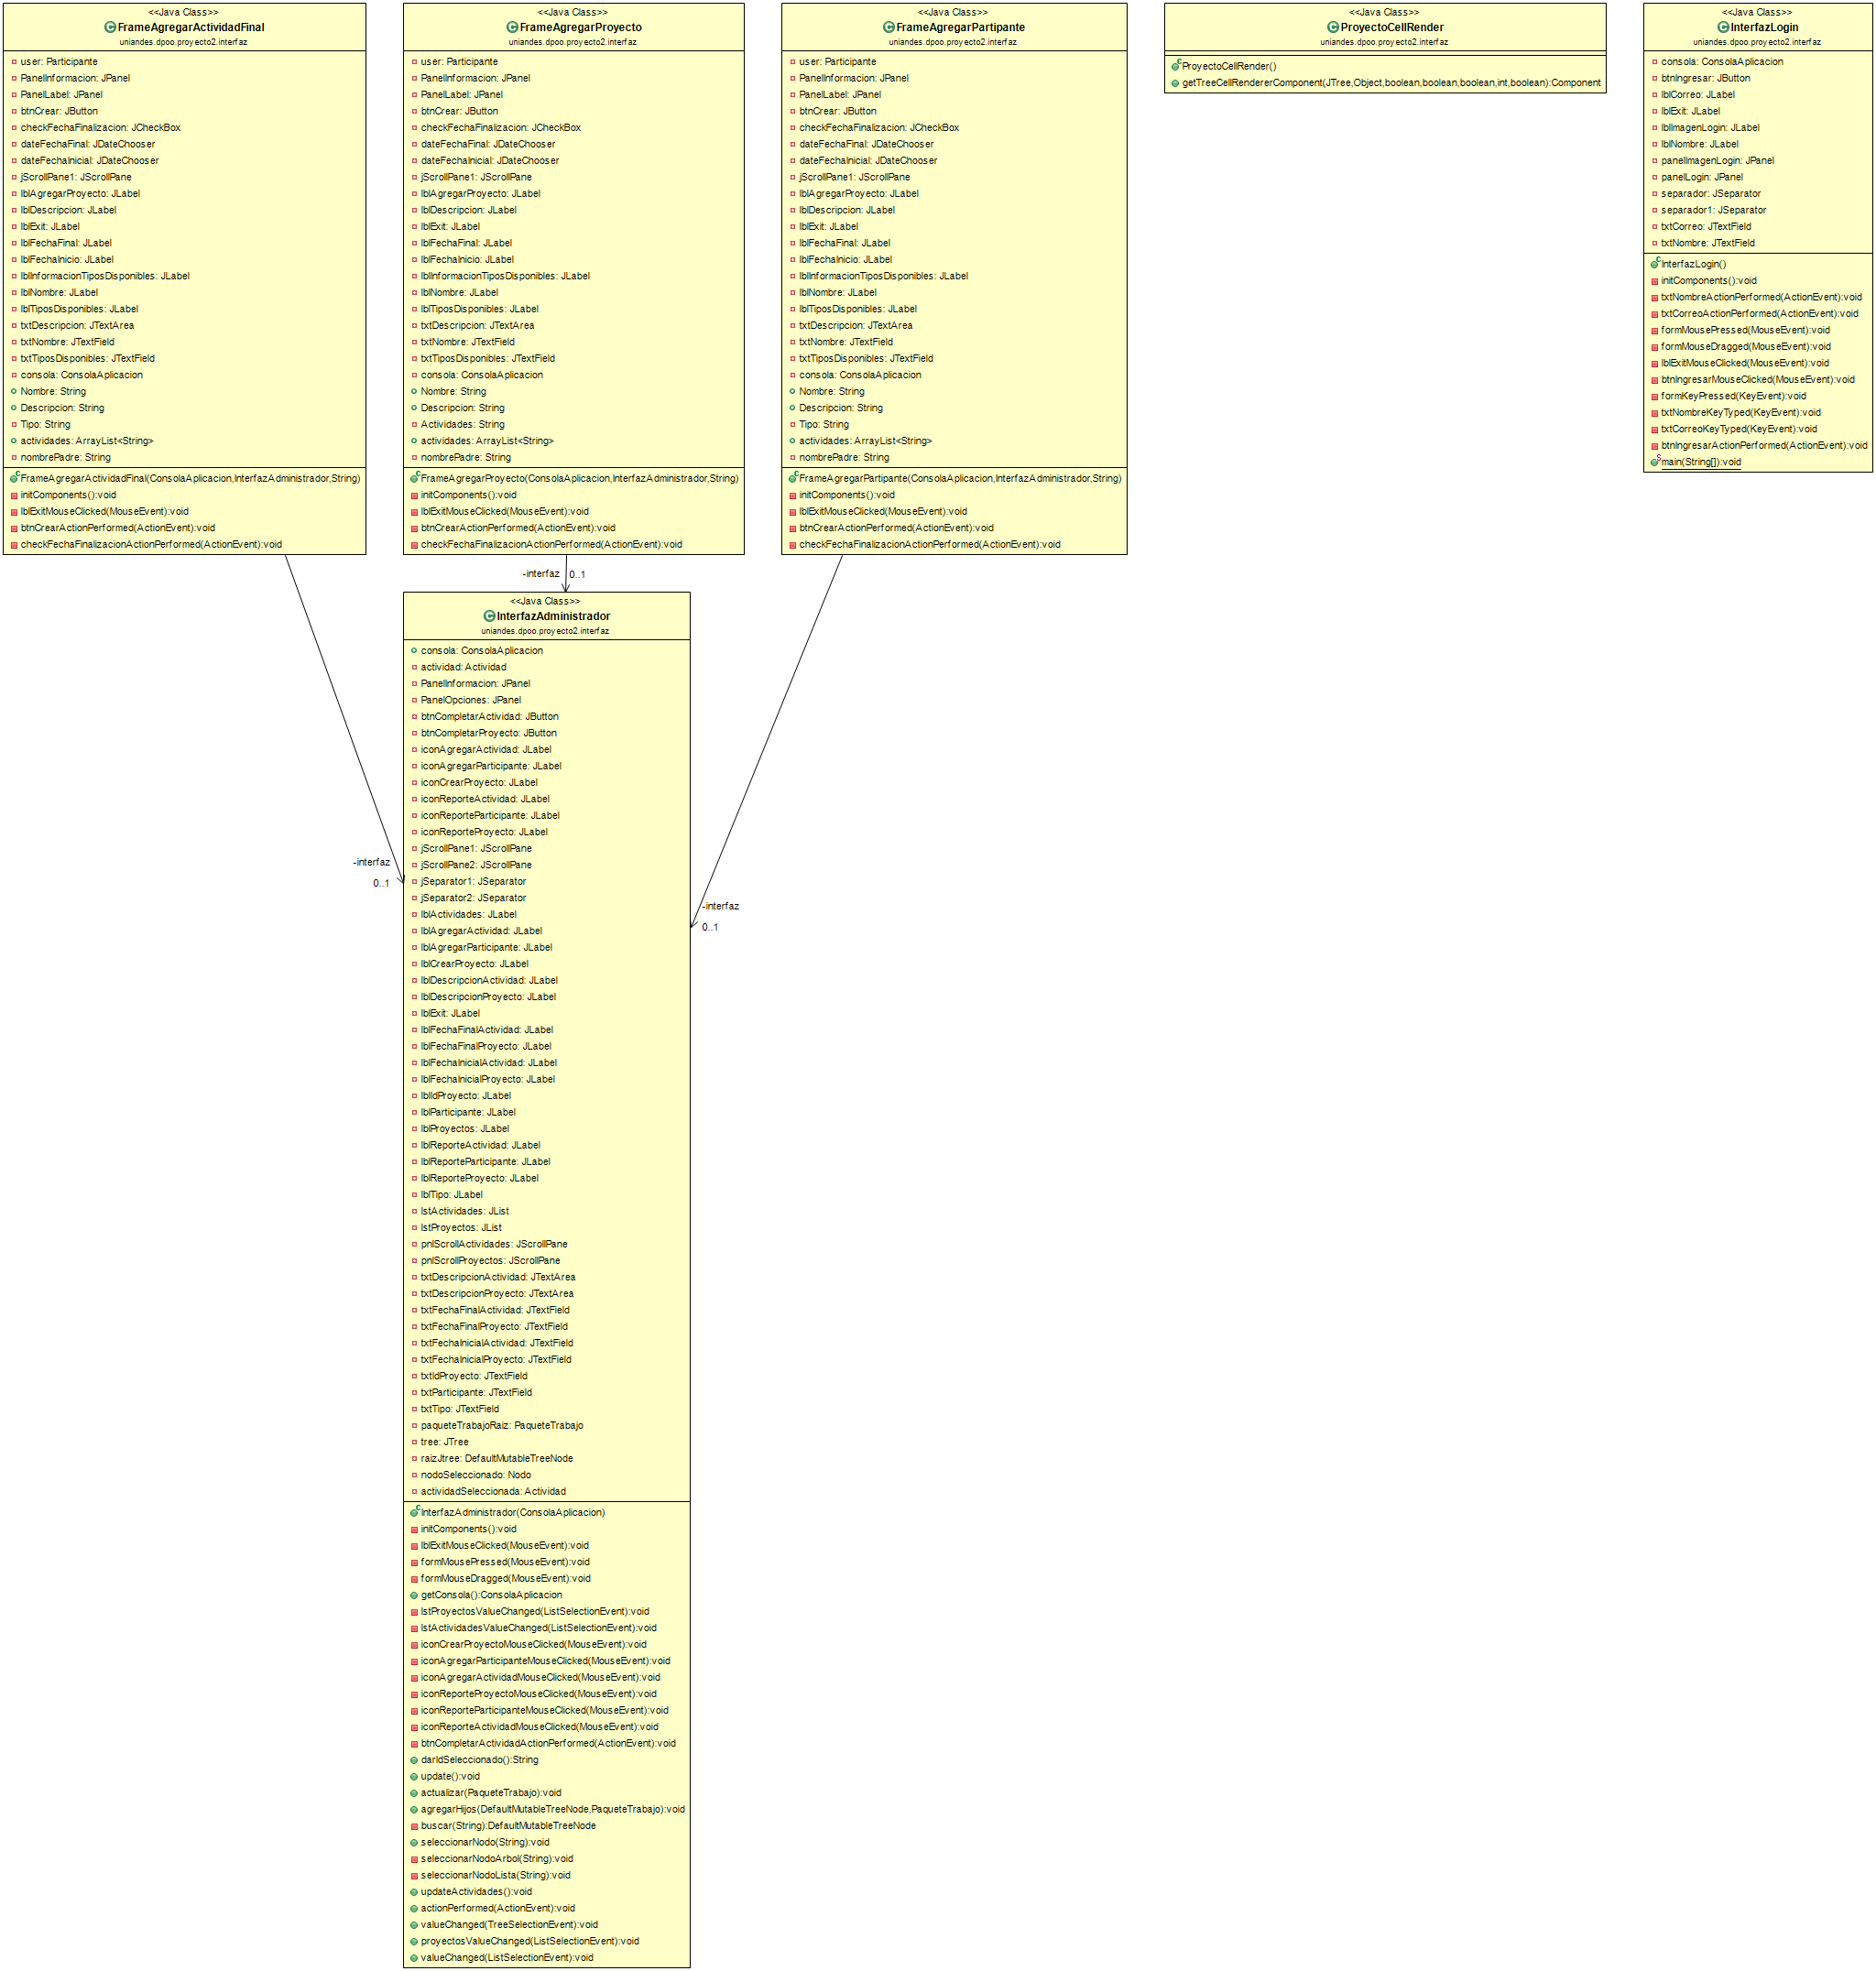 <<Java Class>>
FrameAgregarActividadFinal
uniandes.dpoo.proyecto2.interfaz
user: Participante
PanelInformacion: JPanel
PanelLabel: JPanel
btnCrear: JButton
checkFechaFinalizacion: JCheckBox
dateFechaFinal: JDateChooser
dateFechaInicial: JDateChooser
jScrollPane1: JScrollPane
lblAgregarProyecto: JLabel
lblDescripcion: JLabel
lblExit: JLabel
lblFechaFinal: JLabel
lblFechaInicio: JLabel
lblInformacionTiposDisponibles: JLabel
lblNombre: JLabel
lblTiposDisponibles: JLabel
txtDescripcion: JTextArea
txtNombre: JTextField
txtTiposDisponibles: JTextField
consola: ConsolaAplicacion
Nombre: String
Descripcion: String
Tipo: String
actividades: ArrayList<String>
nombrePadre: String
FrameAgregarActividadFinal(ConsolaAplicacion,InterfazAdministrador,String)
initComponents():void
lblExitMouseClicked(MouseEvent):void
btnCrearActionPerformed(ActionEvent):void
checkFechaFinalizacionActionPerformed(ActionEvent):void
<<Java Class>>
FrameAgregarProyecto
uniandes.dpoo.proyecto2.interfaz
user: Participante
PanelInformacion: JPanel
PanelLabel: JPanel
btnCrear: JButton
checkFechaFinalizacion: JCheckBox
dateFechaFinal: JDateChooser
dateFechaInicial: JDateChooser
jScrollPane1: JScrollPane
lblAgregarProyecto: JLabel
lblDescripcion: JLabel
lblExit: JLabel
lblFechaFinal: JLabel
lblFechaInicio: JLabel
lblInformacionTiposDisponibles: JLabel
lblNombre: JLabel
lblTiposDisponibles: JLabel
txtDescripcion: JTextArea
txtNombre: JTextField
txtTiposDisponibles: JTextField
consola: ConsolaAplicacion
Nombre: String
Descripcion: String
Actividades: String
actividades: ArrayList<String>
nombrePadre: String
FrameAgregarProyecto(ConsolaAplicacion,InterfazAdministrador,String)
initComponents():void
lblExitMouseClicked(MouseEvent):void
btnCrearActionPerformed(ActionEvent):void
checkFechaFinalizacionActionPerformed(ActionEvent):void
<<Java Class>>
FrameAgregarPartipante
uniandes.dpoo.proyecto2.interfaz
user: Participante
PanelInformacion: JPanel
PanelLabel: JPanel
btnCrear: JButton
checkFechaFinalizacion: JCheckBox
dateFechaFinal: JDateChooser
dateFechaInicial: JDateChooser
jScrollPane1: JScrollPane
lblAgregarProyecto: JLabel
lblDescripcion: JLabel
lblExit: JLabel
lblFechaFinal: JLabel
lblFechaInicio: JLabel
lblInformacionTiposDisponibles: JLabel
lblNombre: JLabel
lblTiposDisponibles: JLabel
txtDescripcion: JTextArea
txtNombre: JTextField
txtTiposDisponibles: JTextField
consola: ConsolaAplicacion
Nombre: String
Descripcion: String
Tipo: String
actividades: ArrayList<String>
nombrePadre: String
FrameAgregarPartipante(ConsolaAplicacion,InterfazAdministrador,String)
initComponents():void
lblExitMouseClicked(MouseEvent):void
btnCrearActionPerformed(ActionEvent):void
checkFechaFinalizacionActionPerformed(ActionEvent):void
<<Java Class>>
ProyectoCellRender
uniandes.dpoo.proyecto2.interfaz
ProyectoCellRender()
getTreeCellRendererComponent(JTree,Object,boolean,boolean,boolean,int,boolean):Component
<<Java Class>>
InterfazLogin
uniandes.dpoo.proyecto2.interfaz
consola: ConsolaAplicacion
btnIngresar: JButton
lblCorreo: JLabel
lblExit: JLabel
lblImagenLogin: JLabel
lblNombre: JLabel
panelImagenLogin: JPanel
panelLogin: JPanel
separador: JSeparator
separador1: JSeparator
txtCorreo: JTextField
txtNombre: JTextField
InterfazLogin()
initComponents():void
txtNombreActionPerformed(ActionEvent):void
txtCorreoActionPerformed(ActionEvent):void
formMousePressed(MouseEvent):void
formMouseDragged(MouseEvent):void
lblExitMouseClicked(MouseEvent):void
btnIngresarMouseClicked(MouseEvent):void
formKeyPressed(KeyEvent):void
txtNombreKeyTyped(KeyEvent):void
txtCorreoKeyTyped(KeyEvent):void
btnIngresarActionPerformed(ActionEvent):void
main(String[]):void
-interfaz 0..1
<<Java Class>>
InterfazAdministrador
uniandes.dpoo.proyecto2.interfaz
consola: ConsolaAplicacion
actividad: Actividad
PanelInformacion: JPanel
PanelOpciones: JPanel
btnCompletarActividad: JButton
btnCompletarProyecto: JButton
iconAgregarActividad: JLabel
iconAgregarParticipante: JLabel
iconCrearProyecto: JLabel
iconReporteActividad: JLabel
iconReporteParticipante: JLabel
iconReporteProyecto: JLabel
jScrollPane1: JScrollPane
jScrollPane2: JScrollPane
jSeparator1: JSeparator
jSeparator2: JSeparator
lblActividades: JLabel
lblAgregarActividad: JLabel
lblAgregarParticipante: JLabel
lblCrearProyecto: JLabel
lblDescripcionActividad: JLabel
lblDescripcionProyecto: JLabel
lblExit: JLabel
lblFechaFinalActividad: JLabel
lblFechaFinalProyecto: JLabel
lblFechaInicialActividad: JLabel
lblFechaInicialProyecto: JLabel
lblIdProyecto: JLabel
lblParticipante: JLabel
lblProyectos: JLabel
lblReporteActividad: JLabel
lblReporteParticipante: JLabel
lblReporteProyecto: JLabel
lblTipo: JLabel
lstActividades: JList
lstProyectos: JList
pnlScrollActividades: JScrollPane
pnlScrollProyectos: JScrollPane
txtDescripcionActividad: JTextArea
txtDescripcionProyecto: JTextArea
txtFechaFinalActividad: JTextField
txtFechaFinalProyecto: JTextField
txtFechaInicialActividad: JTextField
txtFechaInicialProyecto: JTextField
txtIdProyecto: JTextField
txtParticipante: JTextField
txtTipo: JTextField
paqueteTrabajoRaiz: PaqueteTrabajo
tree: JTree
raizJtree: DefaultMutableTreeNode
nodoSeleccionado: Nodo
actividadSeleccionada: Actividad
InterfazAdministrador(ConsolaAplicacion)
initComponents():void
lblExitMouseClicked(MouseEvent):void
formMousePressed(MouseEvent):void
formMouseDragged(MouseEvent):void
getConsola():ConsolaAplicacion
lstProyectosValueChanged(ListSelectionEvent):void
lstActividadesValueChanged(ListSelectionEvent):void
iconCrearProyectoMouseClicked(MouseEvent):void
iconAgregarParticipanteMouseClicked(MouseEvent):void
iconAgregarActividadMouseClicked(MouseEvent):void
iconReporteProyectoMouseClicked(MouseEvent):void
iconReporteParticipanteMouseClicked(MouseEvent):void
iconReporteActividadMouseClicked(MouseEvent):void
btnCompletarActividadActionPerformed(ActionEvent):void
darIdSeleccionado():String
update():void
actualizar(PaqueteTrabajo):void
agregarHijos(DefaultMutableTreeNode,PaqueteTrabajo):void
buscar(String):DefaultMutableTreeNode
seleccionarNodo(String):void
seleccionarNodoArbol(String):void
seleccionarNodoLista(String):void
updateActividades():void
actionPerformed(ActionEvent):void
valueChanged(TreeSelectionEvent):void
proyectosValueChanged(ListSelectionEvent):void
valueChanged(ListSelectionEvent):void
-interfaz
0..1
-interfaz
0..1